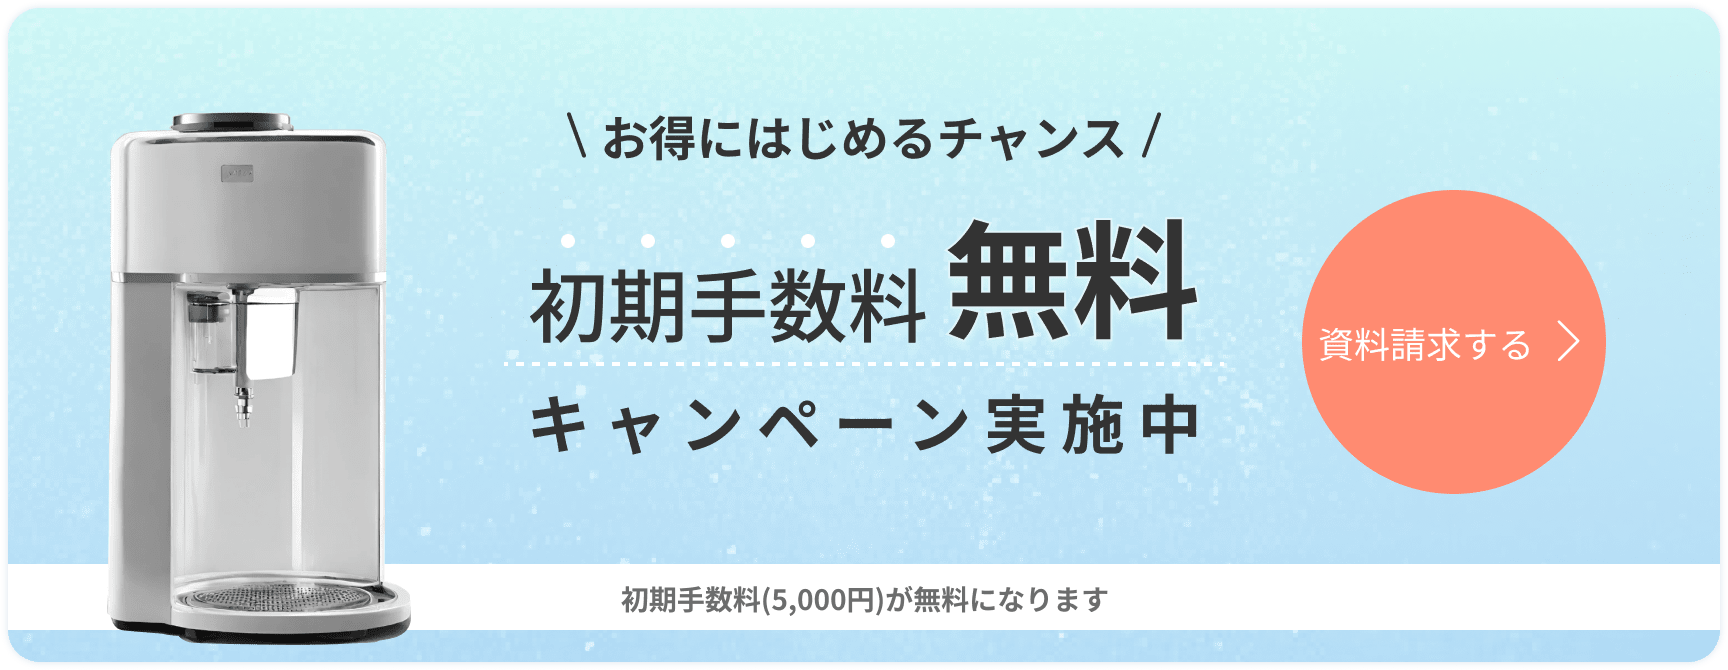 \ お得にはじめるチャンス /
初期手数料無料
キャンペーン実施中
資料請求する
初期手数料(5,000円)が無料になります